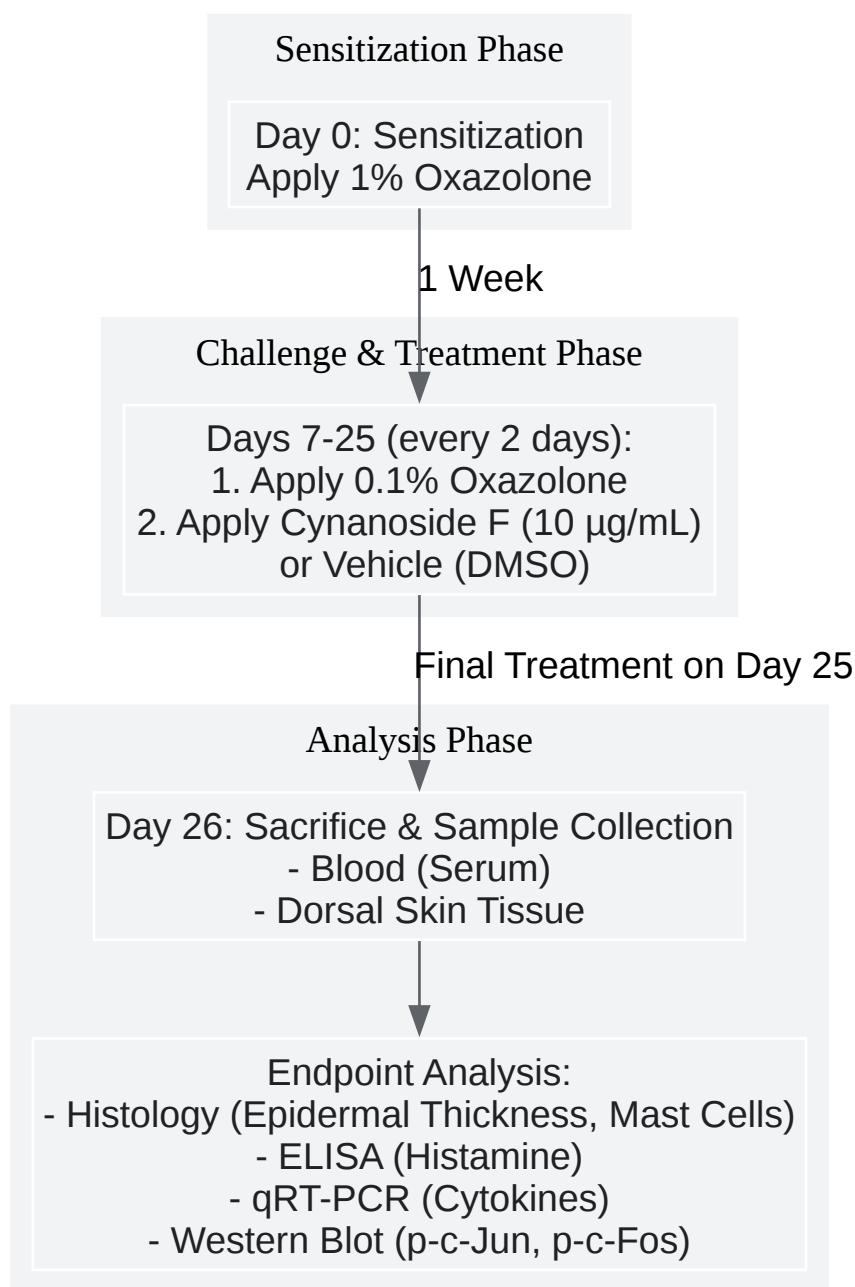 Sensitization Phase
Day 0: Sensitization
Apply 1% Oxazolone
1 Week
Challenge & Treatment Phase
Days 7-25 (every 2 days):
1. Apply 0.1% Oxazolone
2. Apply Cynanoside F (10 µg/mL)
or Vehicle (DMSO)
Final Treatment on Day 25
Analysis Phase
Day 26: Sacrifice & Sample Collection
- Blood (Serum)
- Dorsal Skin Tissue
Endpoint Analysis:
- Histology (Epidermal Thickness, Mast Cells)
- ELISA (Histamine)
- qRT-PCR (Cytokines)
- Western Blot (p-c-Jun, p-c-Fos)